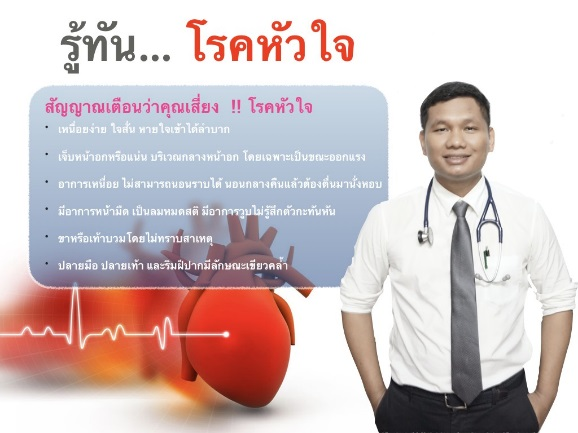 รู้ทัน... โรคหัวใจ
สัญญาณเตือนว่าคุณเสี่ยง !! โรคหัวใจ
• เหนื่อยง่าย ใจสั่น หายใจเข้าได้ลำบาก
• เจ็บหน้าอกหรือแน่น บริเวณกลางหน้าอก โดยเฉพาะเป็นขณะออกแรง
• อาการเหนื่อย ไม่สามารถนอนราบได้ นอนกลางคืนแล้วต้องตื่นมานั่งหอบ
• มีอาการหน้ามืด เป็นลมหมดสติ มีอาการวูบไม่รู้สึกตัวกะทันหัน
• ขาหรือเท้าบวมโดยไม่ทราบสาเหตุ
• ปลายมือ ปลายเท้า และริมฝีปากมีลักษณะเขียวคล้ำ